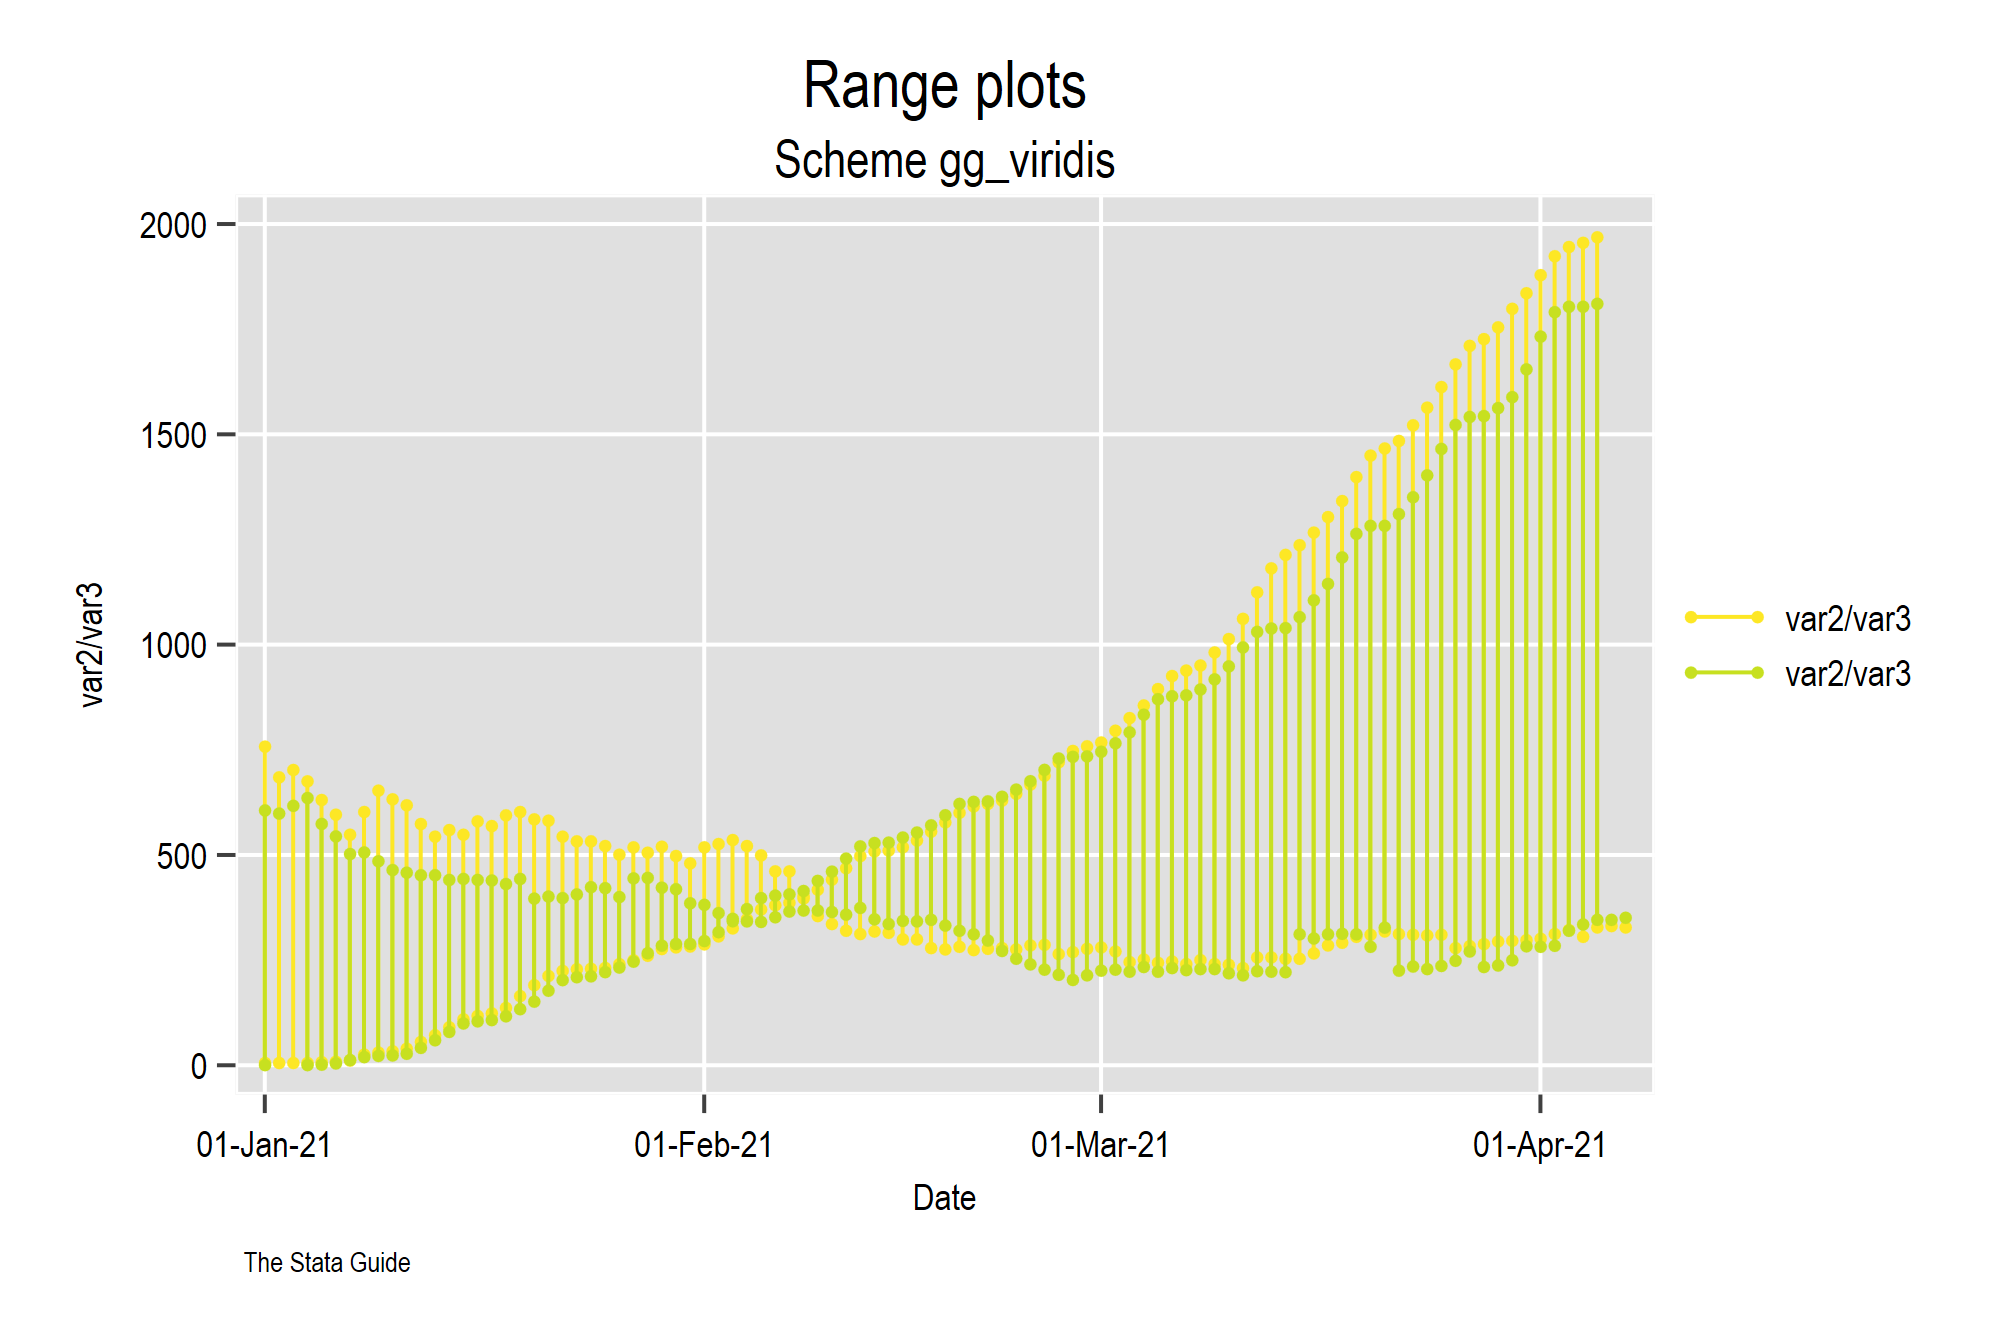 Range plots
Scheme gg_viridis
2000
1500
1000
500
0
var2/var3
var2/var3
var2/var3
01-Jan-21
01-Feb-21
01-Mar-21
01-Apr-21
Date
The Stata Guide